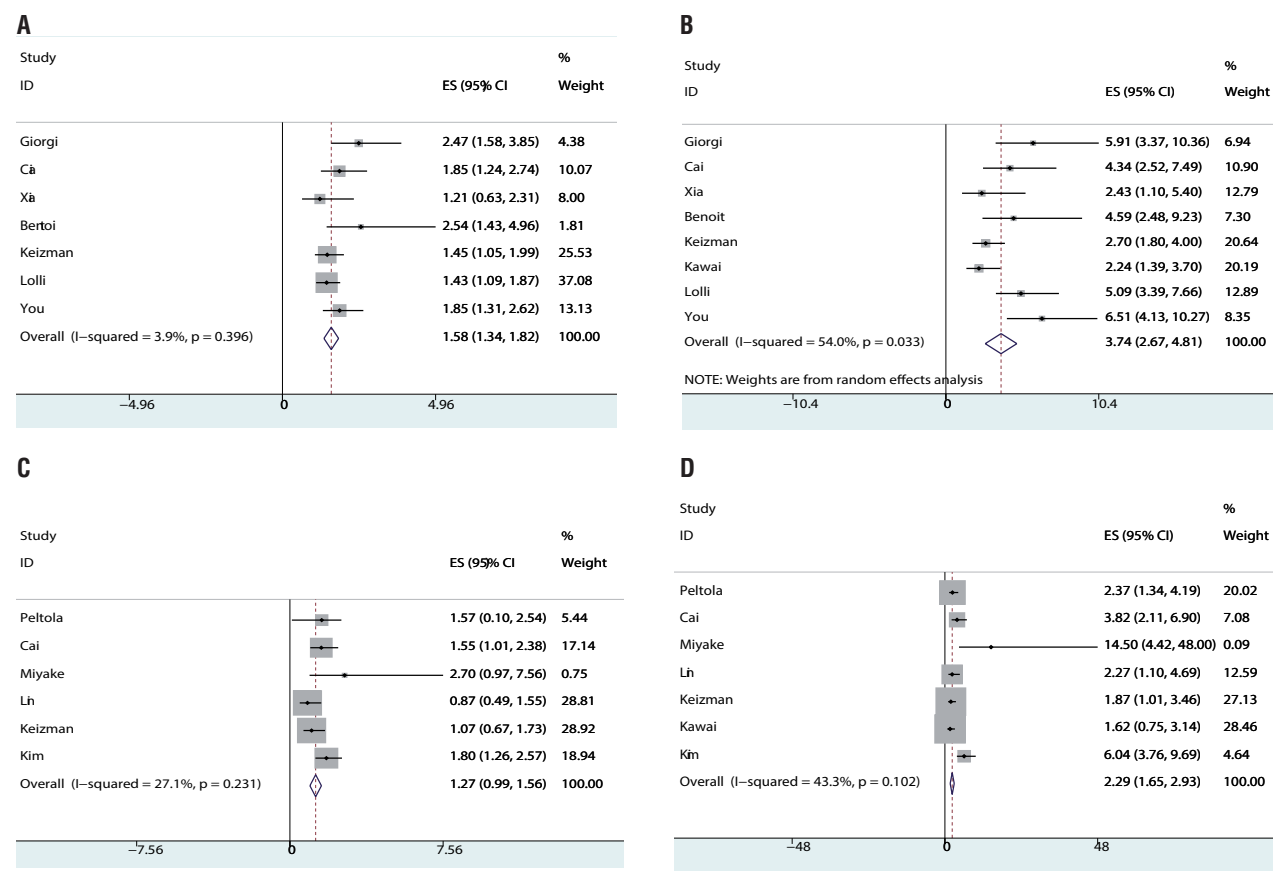 A
Study %
ID ES (95% CI Weight
Giorgi 2.47 (1.58, 3.85) 4.38
Cai 1.85 (1.24, 2.74) 10.07
Xia 1.21 (0.63, 2.31) 8.00
Bertoi 2.54 (1.43, 4.96) 1.81
Keizman 1.45 (1.05, 1.99) 25.53
Lolli 1.43 (1.09, 1.87) 37.08
You 1.85 (1.31, 2.62) 13.13
Overall (I−squared = 3.9%, p = 0.396) 1.58 (1.34, 1.82) 100.00
−4.96 0 4.96
B
Study %
ID ES (95% CI) Weight
Giorgi 5.91 (3.37, 10.36) 6.94
Cai 4.34 (2.52, 7.49) 10.90
Xia 2.43 (1.10, 5.40) 12.79
Benoit 4.59 (2.48, 9.23) 7.30
Keizman 2.70 (1.80, 4.00) 20.64
Kawai 2.24 (1.39, 3.70) 20.19
Lolli 5.09 (3.39, 7.66) 12.89
You 6.51 (4.13, 10.27) 8.35
Overall (I−squared = 54.0%, p = 0.033) 3.74 (2.67, 4.81) 100.00
NOTE: Weights are from random effects analysis
−10.4 0 10.4
C
Study %
ID ES (95)% CI Weight
Peltola 1.57 (0.10, 2.54) 5.44
Cai 1.55 (1.01, 2.38) 17.14
Miyake 2.70 (0.97, 7.56) 0.75
Lin 0.87 (0.49, 1.55) 28.81
Keizman 1.07 (0.67, 1.73) 28.92
Kim 1.80 (1.26, 2.57) 18.94
Overall (I−squared = 27.1%, p = 0.231) 1.27 (0.99, 1.56) 100.00
−7.56 0 7.56
D
Study %
ID ES (95% CI) Weight
Peltola 2.37 (1.34, 4.19) 20.02
Cai 3.82 (2.11, 6.90) 7.08
Miyake 14.50 (4.42, 48.00) 0.09
Lin 2.27 (1.10, 4.69) 12.59
Keizman 1.87 (1.01, 3.46) 27.13
Kawai 1.62 (0.75, 3.14) 28.46
Kim 6.04 (3.76, 9.69) 4.64
Overall (I−squared = 43.3%, p = 0.102) 2.29 (1.65, 2.93) 100.00
−48 0 48